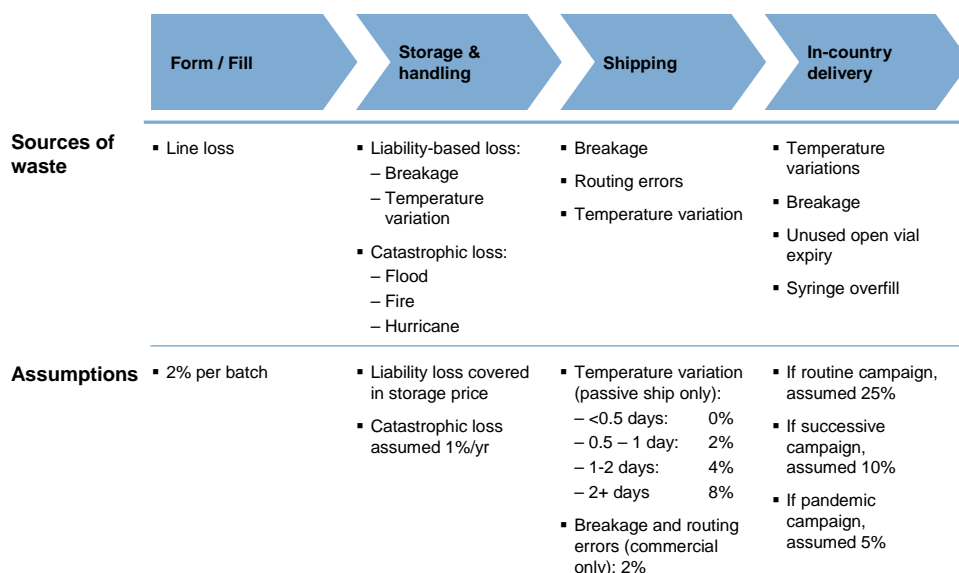 Form / Fill
Storage &
handling
Shipping
In-country
delivery
Sources of
waste
▪ Line loss
▪ Liability-based loss:
– Breakage
– Temperature
variation
▪ Catastrophic loss:
– Flood
– Fire
– Hurricane
▪ Breakage
▪ Routing errors
▪ Temperature variation
▪ Temperature
variations
▪ Breakage
▪ Unused open vial
expiry
▪ Syringe overfill
Assumptions
▪ 2% per batch
▪ Liability loss covered
in storage price
▪ Catastrophic loss
assumed 1%/yr
▪ Temperature variation
(passive ship only):
– <0.5 days: 0%
– 0.5 – 1 day: 2%
– 1-2 days: 4%
– 2+ days 8%
▪ Breakage and routing
errors (commercial
only): 2%
▪ If routine campaign,
assumed 25%
▪ If successive
campaign,
assumed 10%
▪ If pandemic
campaign,
assumed 5%